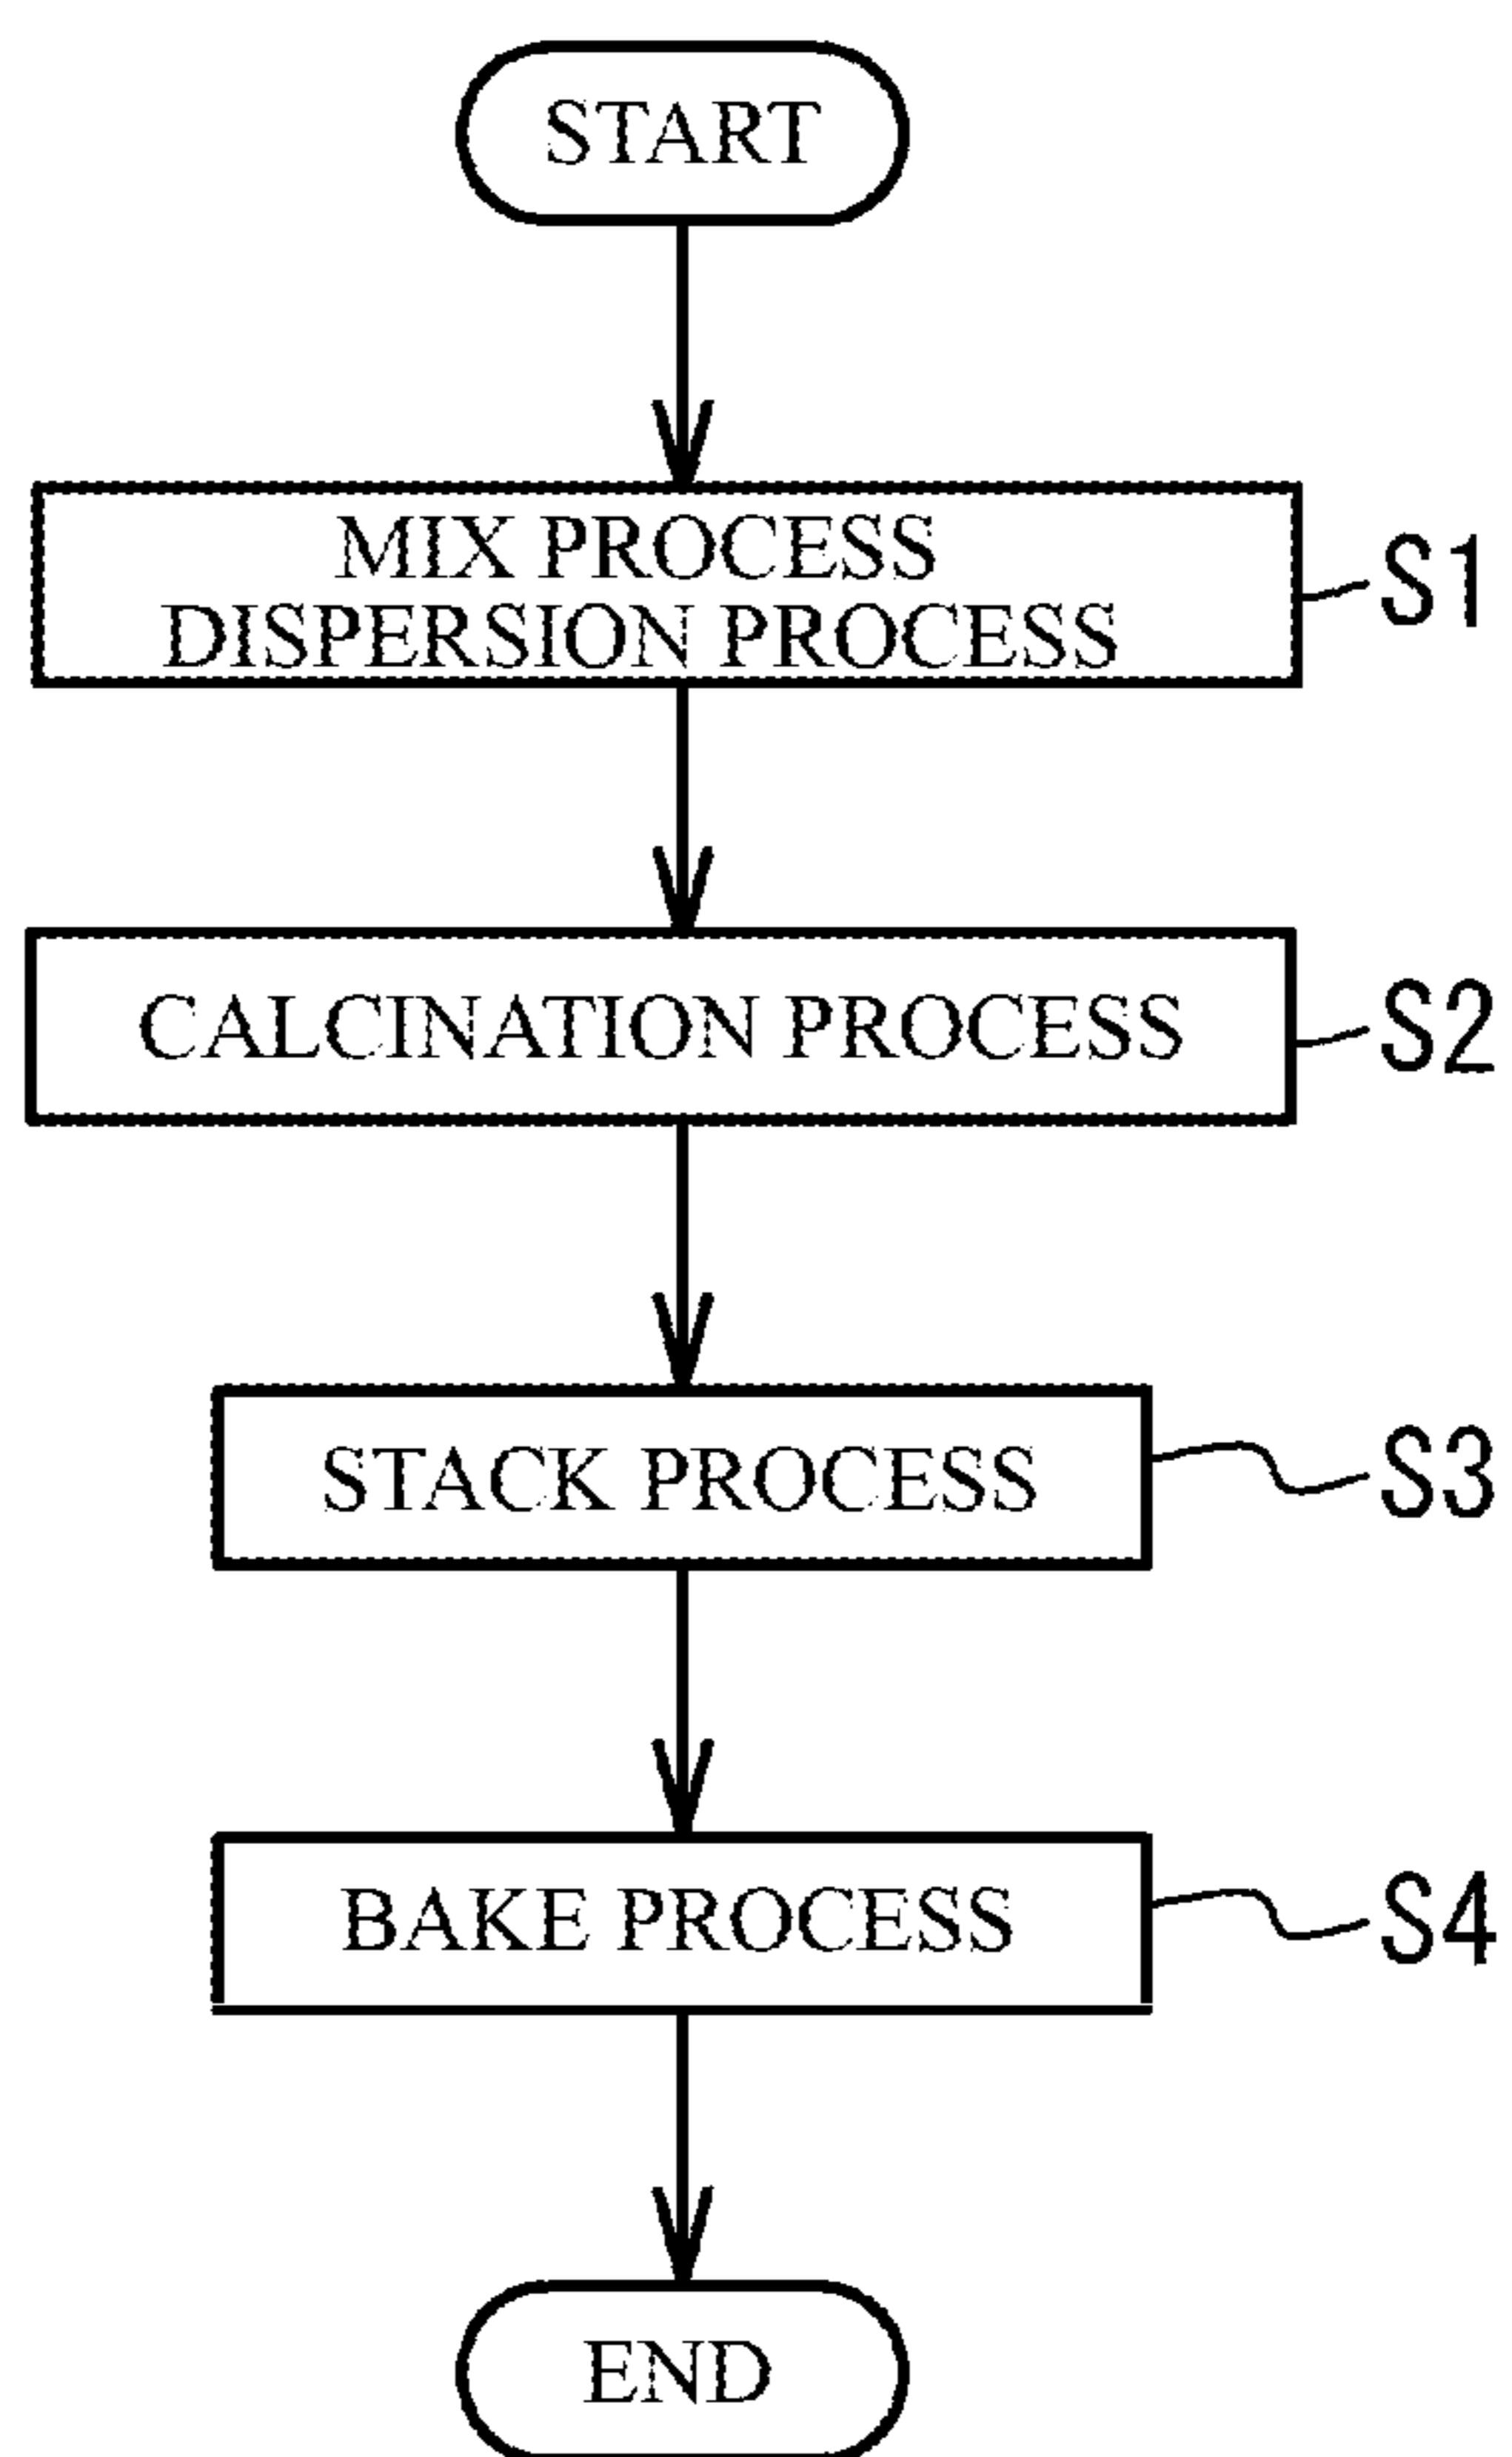 START
MIX PROCESS
DISPERSION PROCESS
S1
CALCINATION PROCESS
S2
STACK PROCESS
S3
BAKE PROCESS
S4
END